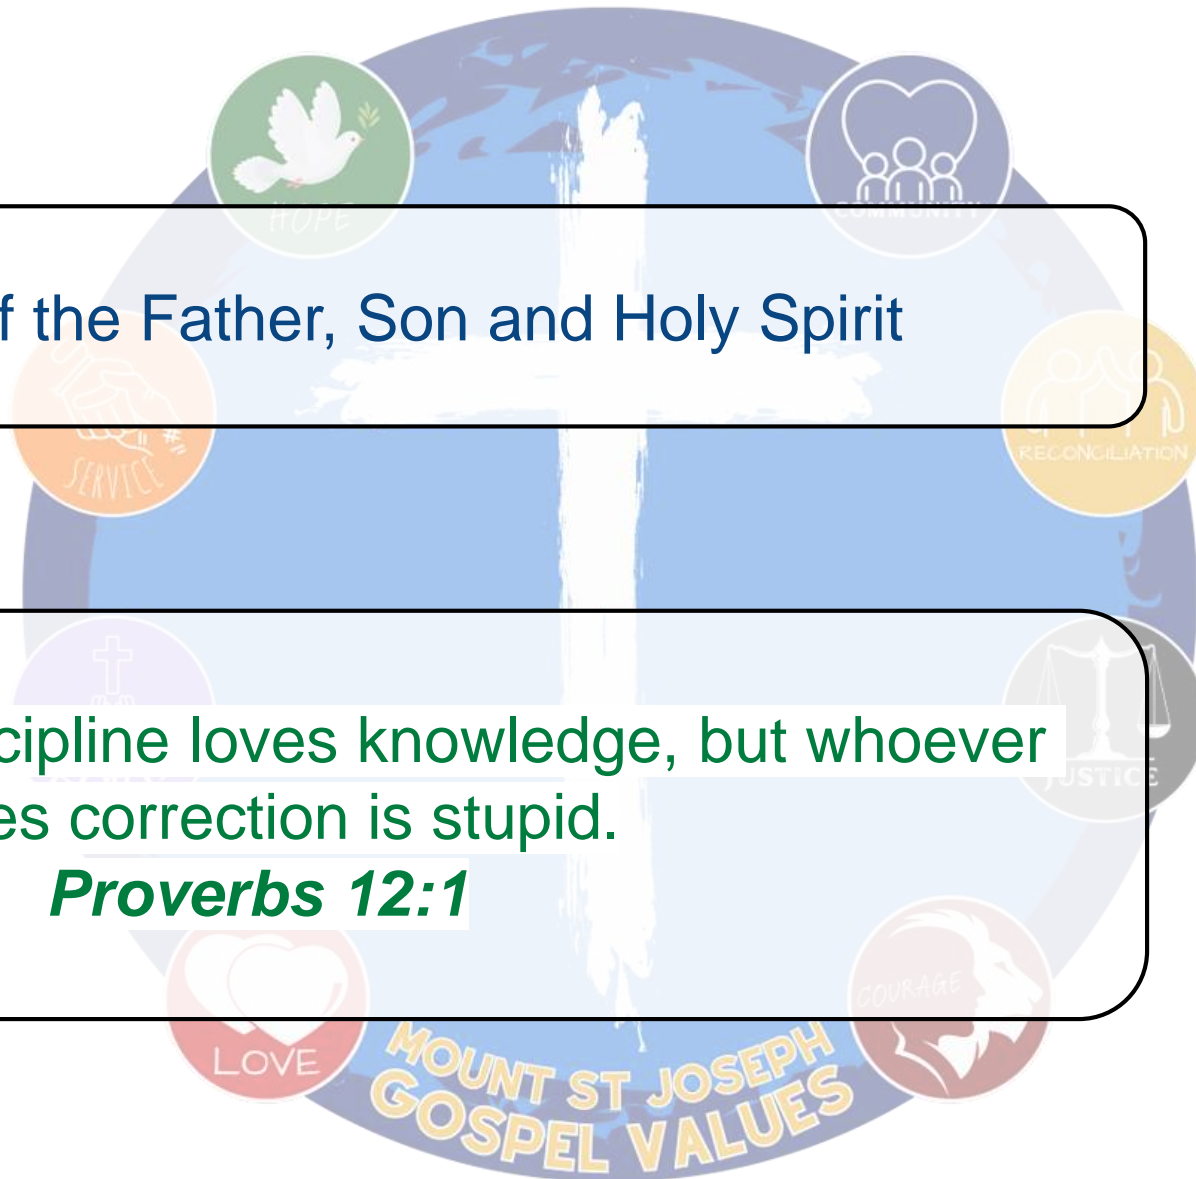 HOPE
COMMUNITY
f the Father, Son and Holy Spirit
SERVICE
RECONCILIATION
cipline loves knowledge, but whoever
JUSTICE
es correction is stupid.
Proverbs 12:1
COURAGE
LOVE
MOUNT ST JOSEPH
GOSPEL VALUES